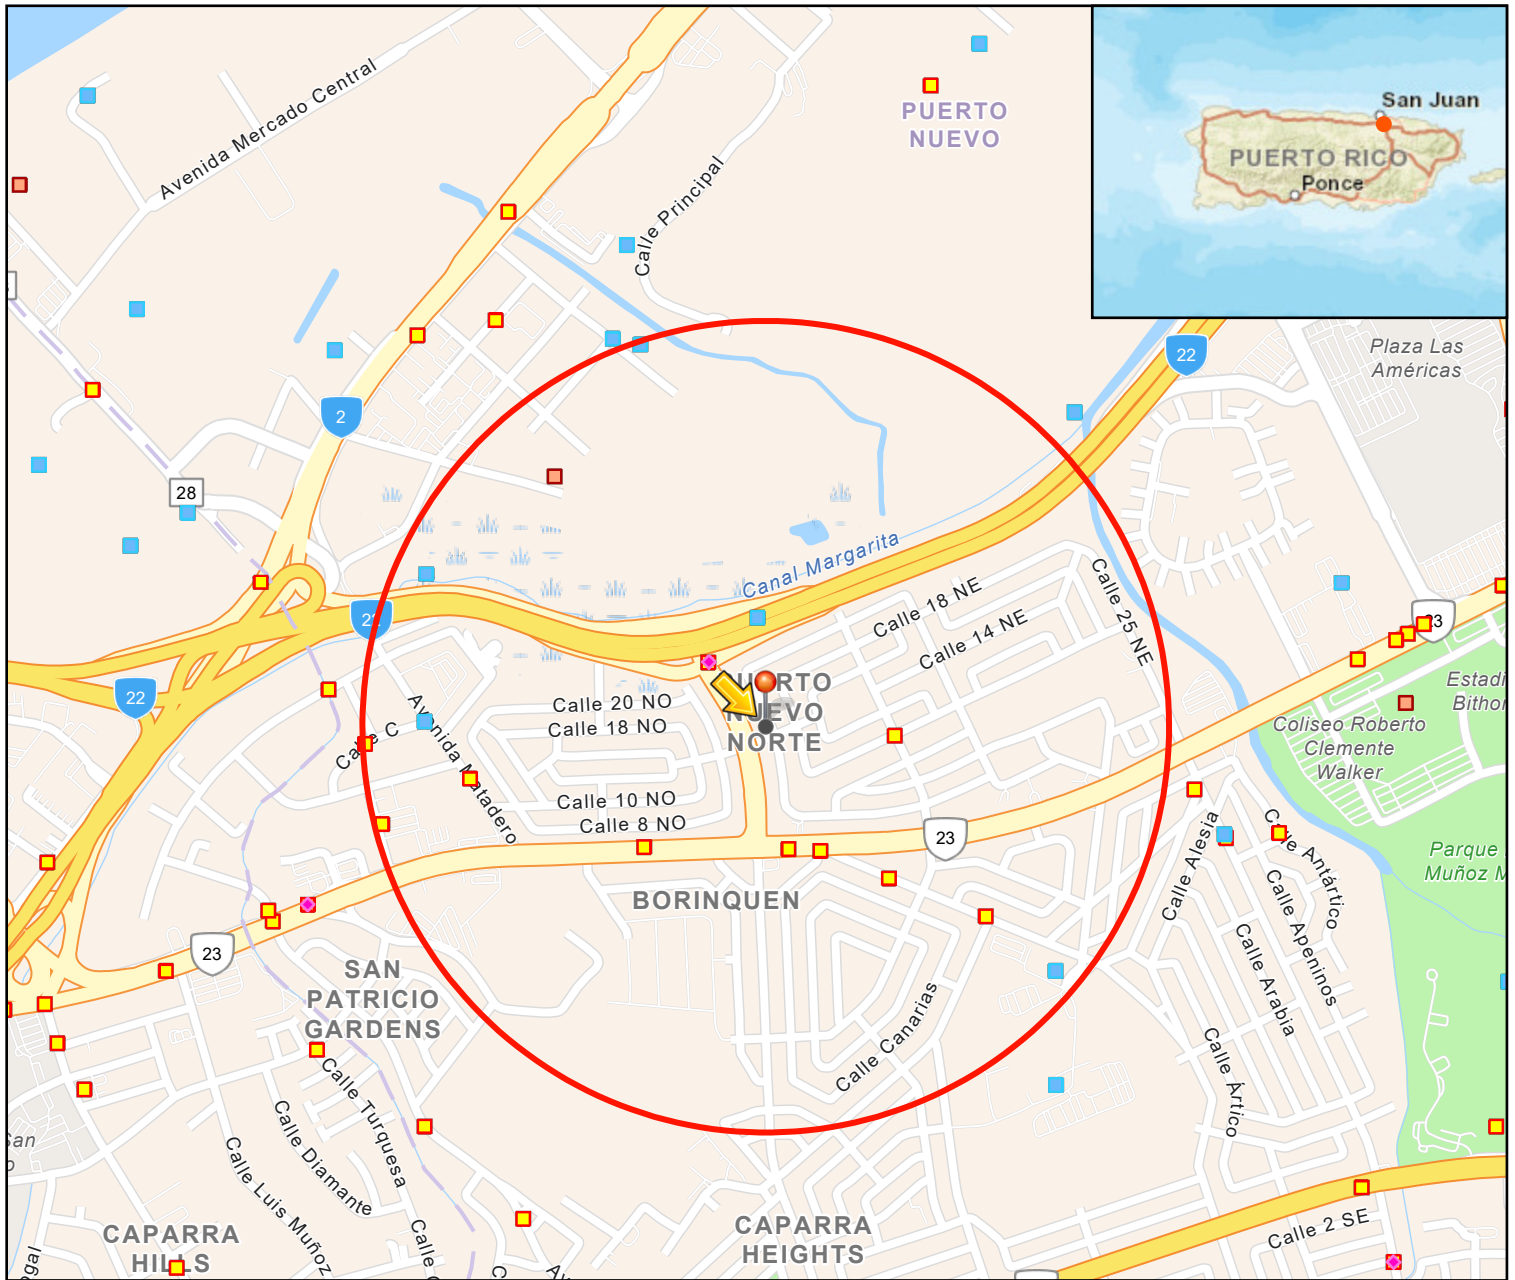 Avenida Mercado Central
PUERTO
NUEVO
Calle Principal
San Juan
PUERTO RICO
Ponce
Plaza Las
Américas
22
2
28
Canal Margarita
Calle 18 NE
Calle 14 NE
Calle 25 NE
22
23
22
Calle 20 NO
Calle 18 NO
NUEVO
NORTE
Calle C
Avenida Matadero
Coliseo Roberto
Clemente
Walker
Calle 10 NO
Calle 8 NO
23
Calle Alesia
Calle Antártico
Parque
Muñoz M
BORINQUEN
Calle Apeninos
Calle Arabia
23
SAN
PATRICIO
GARDENS
Calle Canarias
Calle Ártico
Calle Turquesa
Calle Diamante
Calle Luis Muñoz
CAPARRA
HILLS
CAPARRA
HEIGHTS
Calle 2 SE